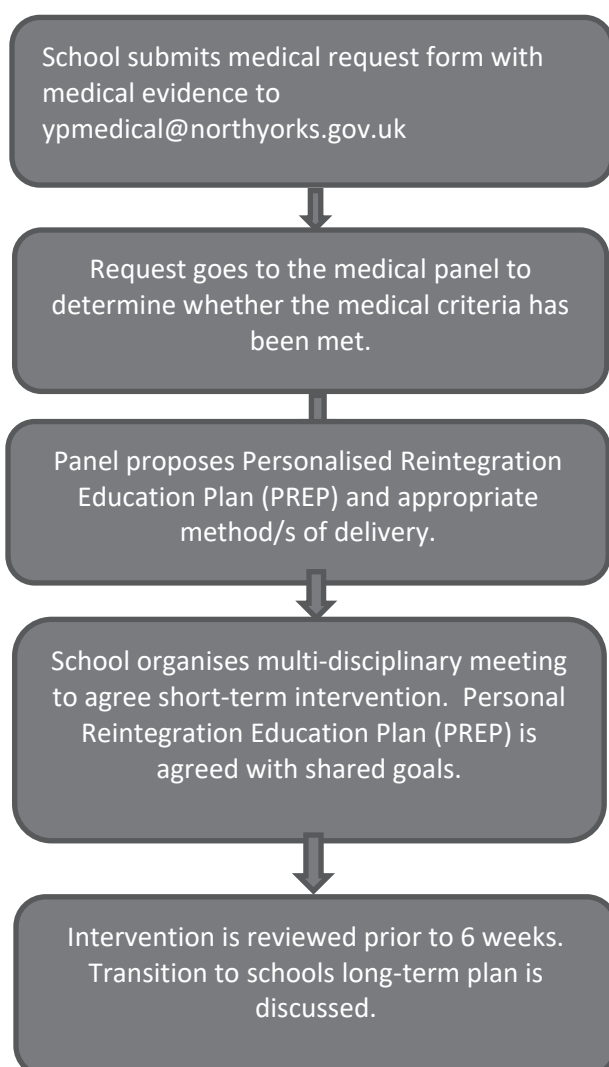 School submits medical request form with
medical evidence to
ypmedical@northyorks.gov.uk
Request goes to the medical panel to
determine whether the medical criteria has
been met.
Panel proposes Personalised Reintegration
Education Plan (PREP) and appropriate
method/s of delivery.
School organises multi-disciplinary meeting
to agree short-term intervention.  Personal
Reintegration Education Plan (PREP) is
agreed with shared goals.
Intervention is reviewed prior to 6 weeks.
Transition to schools long-term plan is
discussed.